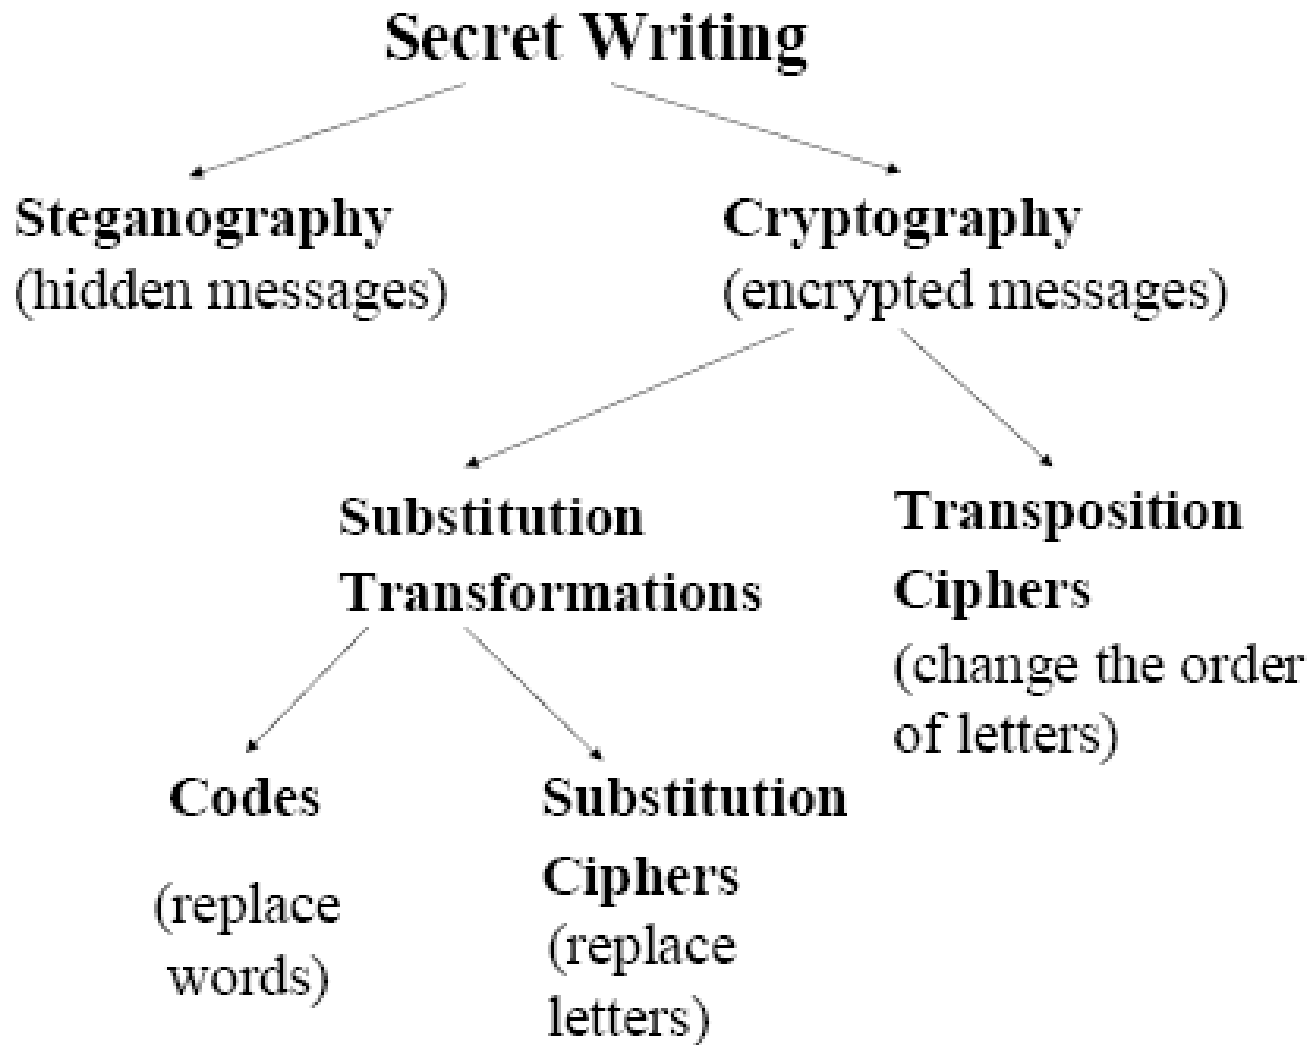 Secret Writing
Steganography
(hidden messages)
Cryptography
(encrypted messages)
Substitution
Transformations
Transposition
Ciphers
(change the order
of letters)
Codes
(replace
words)
Substitution
Ciphers
(replace
letters)